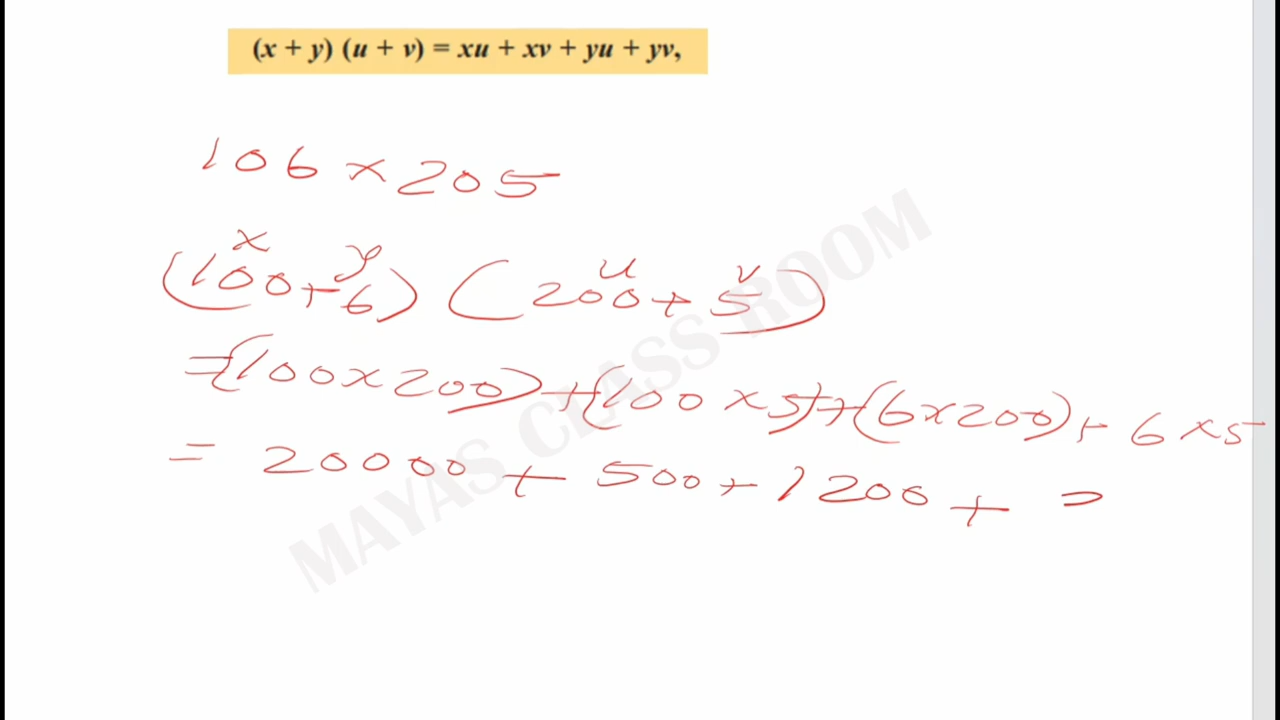 (x + y) (u + v) = xu + xv + yu + yv,
106 × 205
x y u v
(100+6) (200+5)
=(100×200)+(100×5)+(6×200)+ 6×5
= 20000 + 500+1200 +
MAYAS CLASS ROOM